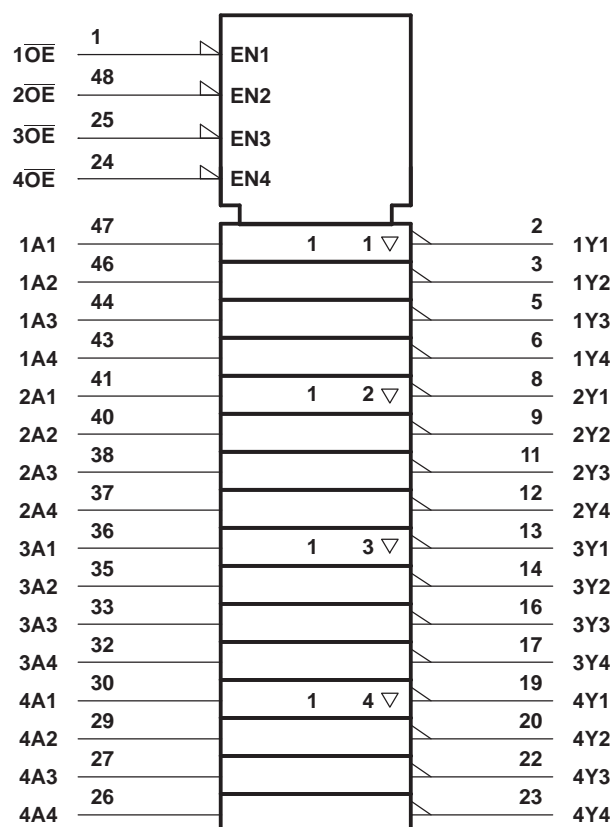 1O̅E̅ 1 EN1
2O̅E̅ 48 EN2
3O̅E̅ 25 EN3
4O̅E̅ 24 EN4
1A1 47 1 1 ▽ 2 1Y1
1A2 46 3 1Y2
1A3 44 5 1Y3
1A4 43 6 1Y4
2A1 41 1 2 ▽ 8 2Y1
2A2 40 9 2Y2
2A3 38 11 2Y3
2A4 37 12 2Y4
3A1 36 1 3 ▽ 13 3Y1
3A2 35 14 3Y2
3A3 33 16 3Y3
3A4 32 17 3Y4
4A1 30 1 4 ▽ 19 4Y1
4A2 29 20 4Y2
4A3 27 22 4Y3
4A4 26 23 4Y4